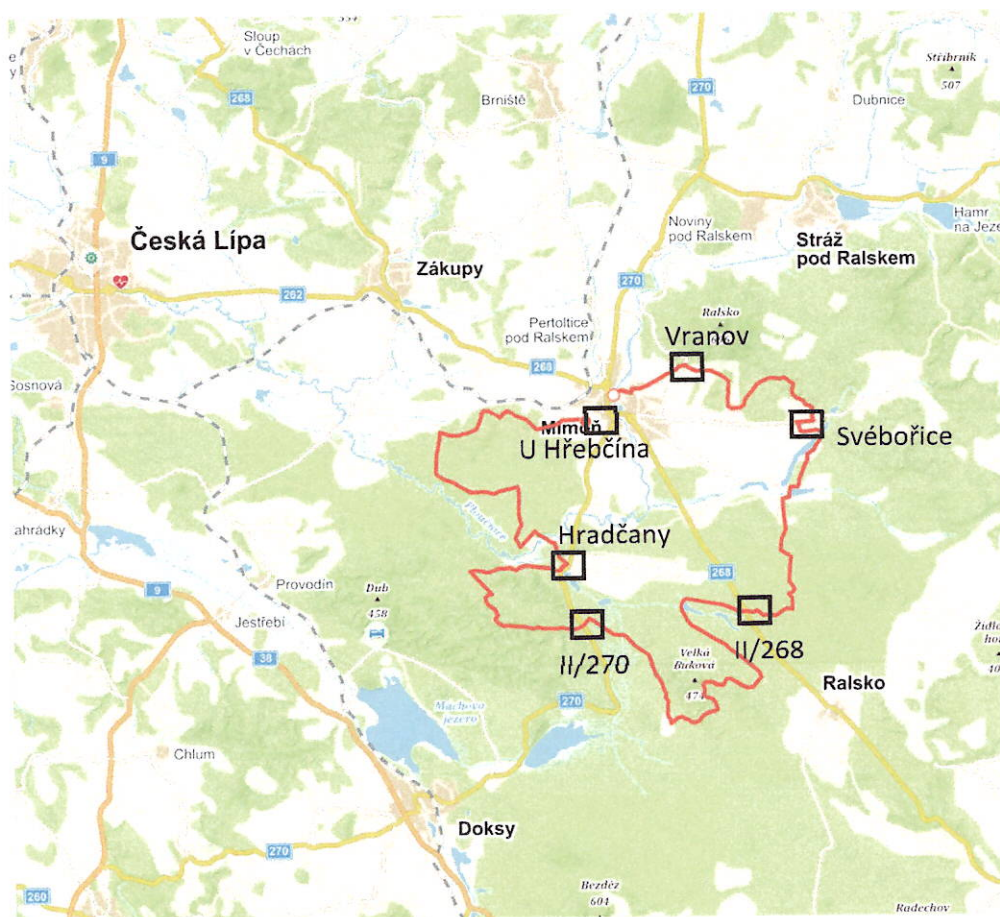 Sloup
v Čechách
Stříbrník
507
268
270
Brniště
Dubnice
9
Hamr
na Jeze
Noviny
pod Ralskem
Stráž
pod Ralskem
Česká Lípa
Zákupy
262
270
Ralsko
Pertoltice
pod Ralskem
Vranov
268
Sosnová
Mimoň
U Hřebčína
Svébořice
Ploučnice
Hradčany
ahrádky
268
Provodín
Dub
458
9
Jestřebí
II/270
II/268
Velká
Buková
474
38
Ralsko
270
Máchovo
jezero
Chlum
Doksy
270
Bezděz
604
260
Radechov